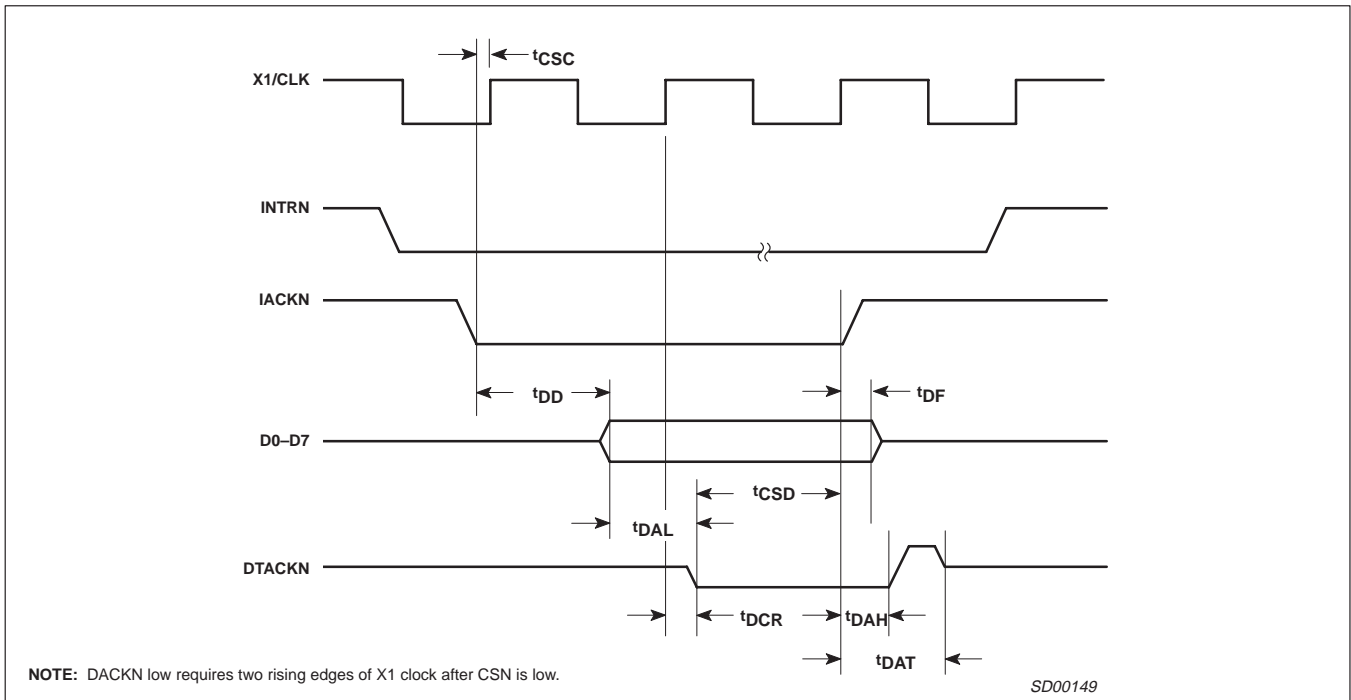 tCSC
X1/CLK
INTRN
IACKN
tDD
tDF
D0–D7
tCSD
tDAL
DTACKN
tDCR
tDAH
tDAT
NOTE: DACKN low requires two rising edges of X1 clock after CSN is low.
SD00149